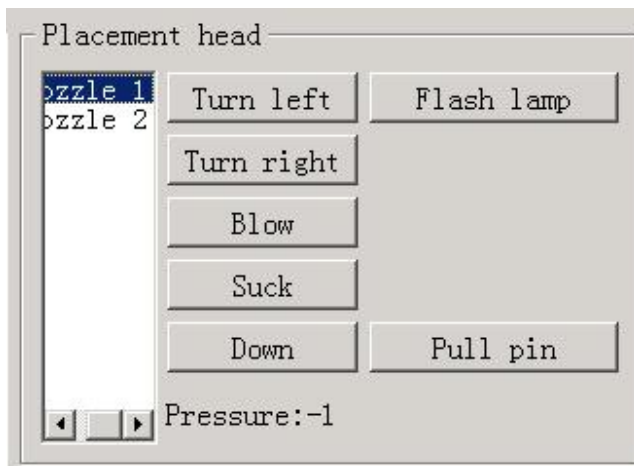 Placement head
ozzle 1
ozzle 2
Turn left
Flash lamp
Turn right
Blow
Suck
Down
Pull pin
Pressure:-1